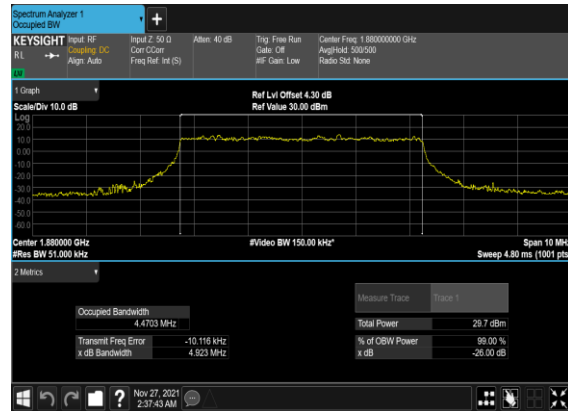 Spectrum Analyzer 1
Occupied BW
+
KEYSIGHT Input: RF Input Z: 50 Ω Atten: 40 dB Trig: Free Run Center Freq: 1.880000000 GHz
RL Coupling: DC Corr CCorr Gate: Off Avg|Hold: 500/500
Align: Auto Freq Ref: Int (S) #IF Gain: Low Radio Std: None
LV
1 Graph
Ref Lvl Offset 4.30 dB
Scale/Div 10.0 dB Ref Value 30.00 dBm
Log
20.0
10.0
0.00
-10.0
-20.0
-30.0
-40.0
-50.0
-60.0
Center 1.880000 GHz #Video BW 150.00 kHz* Span 10 MHz
#Res BW 51.000 kHz Sweep 4.80 ms (1001 pts)
2 Metrics
Measure Trace Trace 1
Occupied Bandwidth
4.4703 MHz Total Power 29.7 dBm
Transmit Freq Error -10.116 kHz % of OBW Power 99.00 %
x dB Bandwidth 4.923 MHz x dB -26.00 dB
? Nov 27, 2021
2:37:43 AM